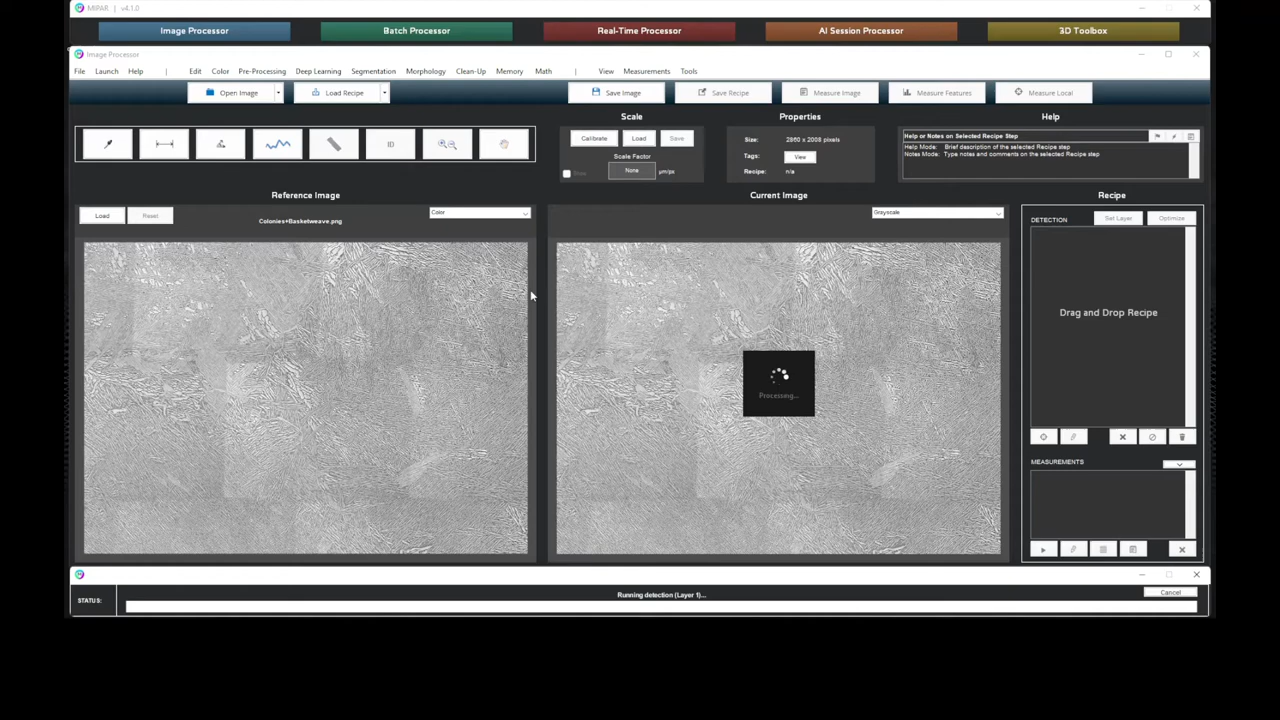 MIPAR | v4.1.0
Image Processor
Batch Processor
Real-Time Processor
AI Session Processor
3D Toolbox
Image Processor
File Launch Help | Edit Color Pre-Processing Deep Learning Segmentation Morphology Clean-Up Memory Math | View Measurements Tools
Open Image
Load Recipe
Save Image
Save Recipe
Measure Image
Measure Features
Measure Local
Scale
Properties
Help
Calibrate Load Save
Scale Factor
None μm/px
Size: 2860 x 2008 pixels
Tags: View
Recipe: n/a
Help or Notes on Selected Recipe Step
Help Mode: Brief description of the selected Recipe step
Notes Mode: Type notes and comments on the selected Recipe step
Reference Image
Current Image
Recipe
Load Reset
Colonies+Basketweave.png
Color
Grayscale
DETECTION
Set Layer
Optimize
Drag and Drop Recipe
Processing...
MEASUREMENTS
STATUS:
Running detection (Layer 1)...
Cancel